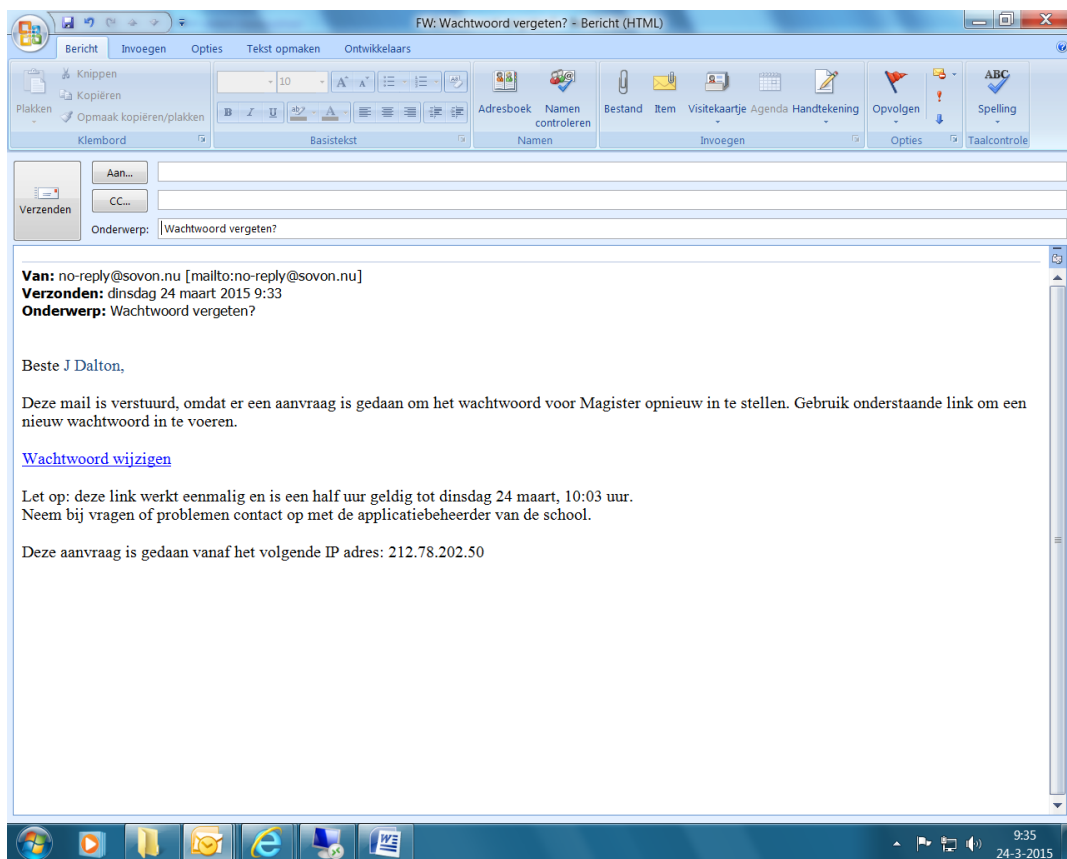 FW: Wachtwoord vergeten? - Bericht (HTML)
Bericht Invoegen Opties Tekst opmaken Ontwikkelaars
Plakken
Knippen
Kopiëren
Opmaak kopiëren/plakken
Klembord
10
B I U
Basistekst
Adresboek
Namen controleren
Namen
Bestand Item Visitekaartje Agenda Handtekening
Invoegen
Opvolgen
Opties
ABC
Spelling
Taalcontrole
Verzenden
Aan...
CC...
Onderwerp: Wachtwoord vergeten?
Van: no-reply@sovon.nu [mailto:no-reply@sovon.nu]
Verzonden: dinsdag 24 maart 2015 9:33
Onderwerp: Wachtwoord vergeten?
Beste J Dalton,
Deze mail is verstuurd, omdat er een aanvraag is gedaan om het wachtwoord voor Magister opnieuw in te stellen. Gebruik onderstaande link om een
nieuw wachtwoord in te voeren.
Wachtwoord wijzigen
Let op: deze link werkt eenmalig en is een half uur geldig tot dinsdag 24 maart, 10:03 uur.
Neem bij vragen of problemen contact op met de applicatiebeheerder van de school.
Deze aanvraag is gedaan vanaf het volgende IP adres: 212.78.202.50
9:35
24-3-2015